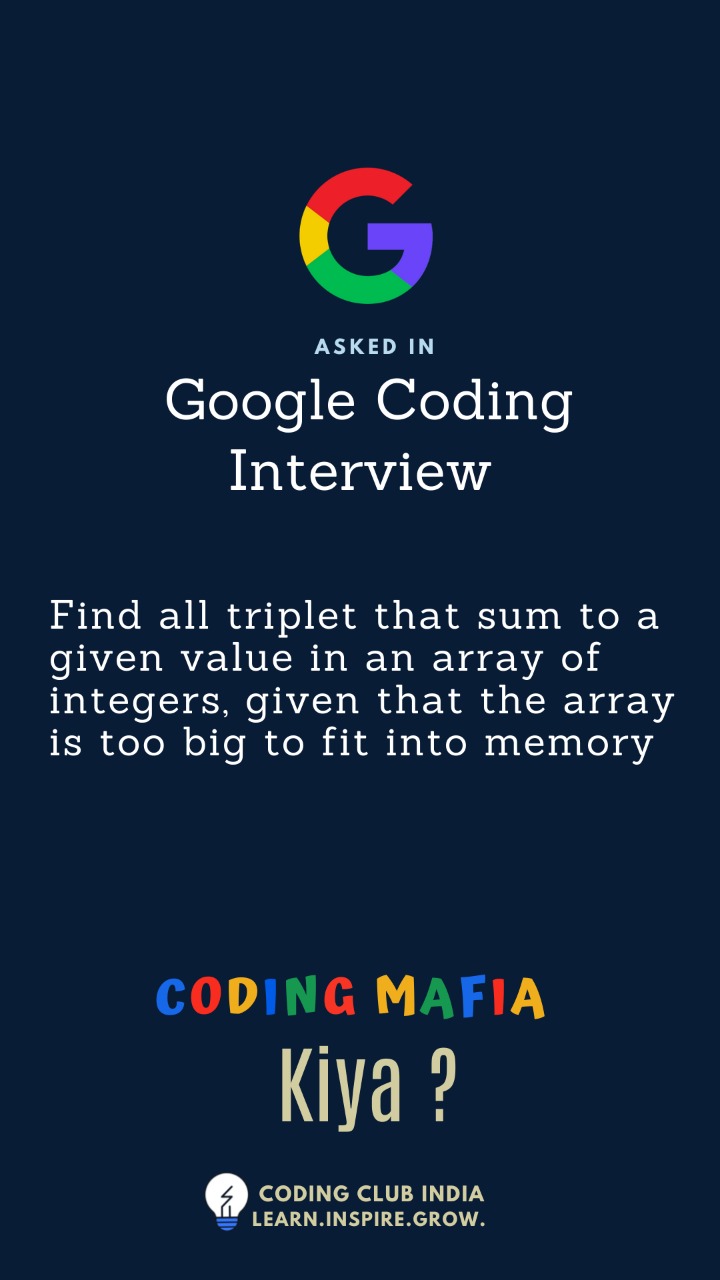 ASKED IN
Google Coding
Interview
Find all triplet that sum to a
given value in an array of
integers, given that the array
is too big to fit into memory
CODING MAFIA
Kiya ?
CODING CLUB INDIA
LEARN.INSPIRE.GROW.